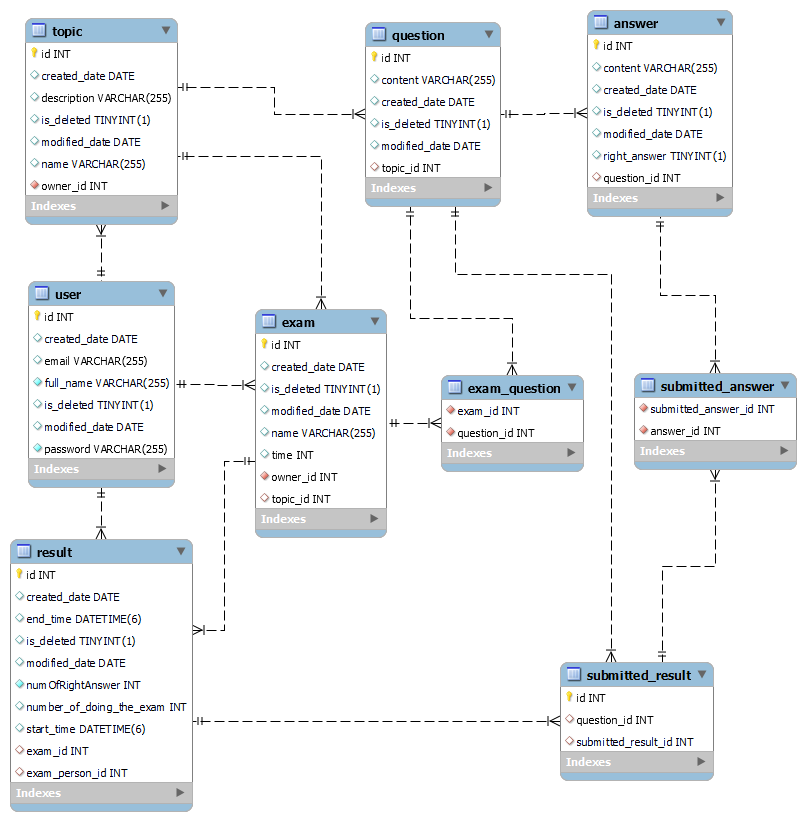 topic
id INT
created_date DATE
description VARCHAR(255)
is_deleted TINYINT(1)
modified_date DATE
name VARCHAR(255)
owner_id INT
Indexes
question
id INT
content VARCHAR(255)
created_date DATE
is_deleted TINYINT(1)
modified_date DATE
topic_id INT
Indexes
answer
id INT
content VARCHAR(255)
created_date DATE
is_deleted TINYINT(1)
modified_date DATE
right_answer TINYINT(1)
question_id INT
Indexes
user
id INT
created_date DATE
email VARCHAR(255)
full_name VARCHAR(255)
is_deleted TINYINT(1)
modified_date DATE
password VARCHAR(255)
Indexes
exam
id INT
created_date DATE
is_deleted TINYINT(1)
modified_date DATE
name VARCHAR(255)
time INT
owner_id INT
topic_id INT
Indexes
exam_question
exam_id INT
question_id INT
Indexes
submitted_answer
submitted_answer_id INT
answer_id INT
Indexes
result
id INT
created_date DATE
end_time DATETIME(6)
is_deleted TINYINT(1)
modified_date DATE
numOfRightAnswer INT
number_of_doing_the_exam INT
start_time DATETIME(6)
exam_id INT
exam_person_id INT
Indexes
submitted_result
id INT
question_id INT
submitted_result_id INT
Indexes